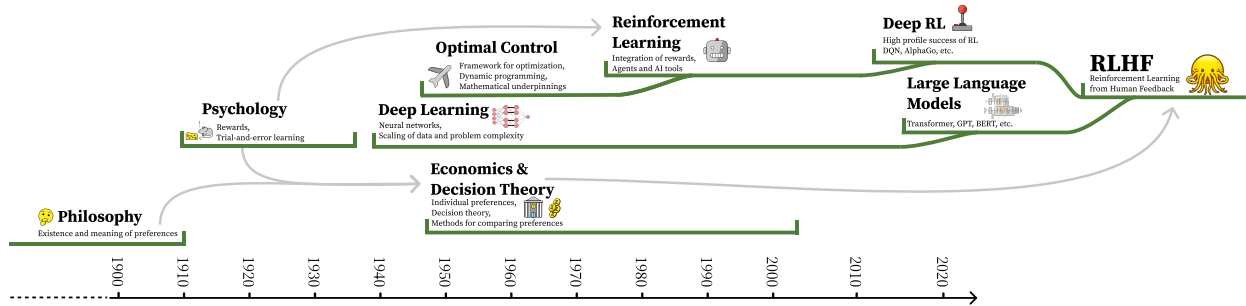 Reinforcement
Learning
Integration of rewards,
Agents and AI tools
Deep RL
High profile success of RL
DQN, AlphaGo, etc.
Optimal Control
Framework for optimization,
Dynamic programming,
Mathematical underpinnings
RLHF
Reinforcement Learning
from Human Feedback
Large Language
Models
Transformer, GPT, BERT, etc.
Psychology
Rewards,
Trial-and-error learning
Deep Learning
Neural networks,
Scaling of data and problem complexity
Economics &
Decision Theory
Individual preferences,
Decision theory,
Methods for comparing preferences
Philosophy
Existence and meaning of preferences
1900
1910
1920
1930
1940
1950
1960
1970
1980
1990
2000
2010
2020